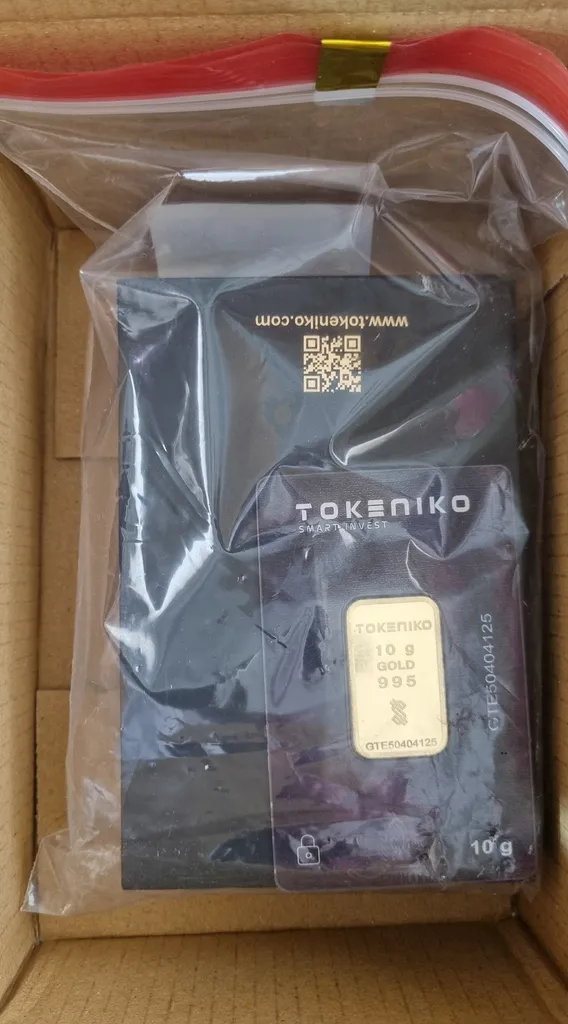 www.tokeniko.com
TOKENIKO
SMART INVEST
TOKENIKO
10 g
GOLD
995
GTE50404125
GTE50404125
10 g